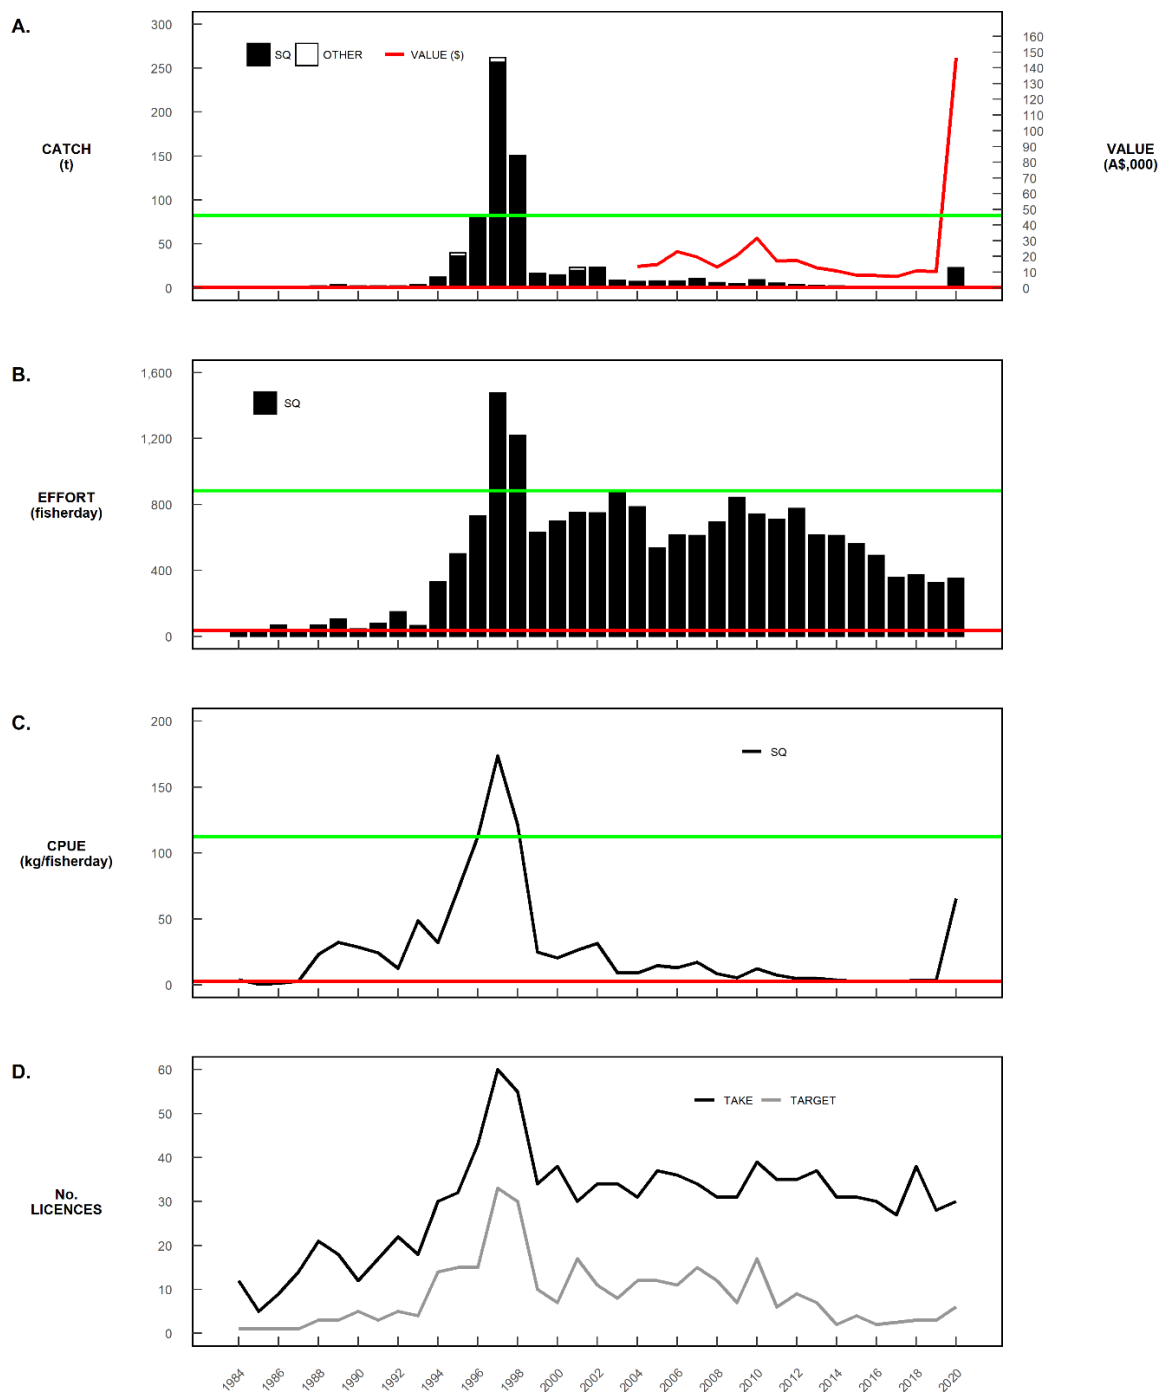 A.
300
250
200
150
100
50
0
SQ OTHER VALUE ($)
CATCH
(t)
160
150
140
130
120
110
100
90
80
70
60
50
40
30
20
10
0
VALUE
(A$,000)
B.
1,600
1,200
800
400
0
SQ
EFFORT
(fisherday)
C.
200
150
100
50
0
SQ
CPUE
(kg/fisherday)
D.
60
50
40
30
20
10
0
TAKE TARGET
No.
LICENCES
1984 1986 1988 1990 1992 1994 1996 1998 2000 2002 2004 2006 2008 2010 2012 2014 2016 2018 2020